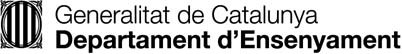 Generalitat de Catalunya
Departament d'Ensenyament